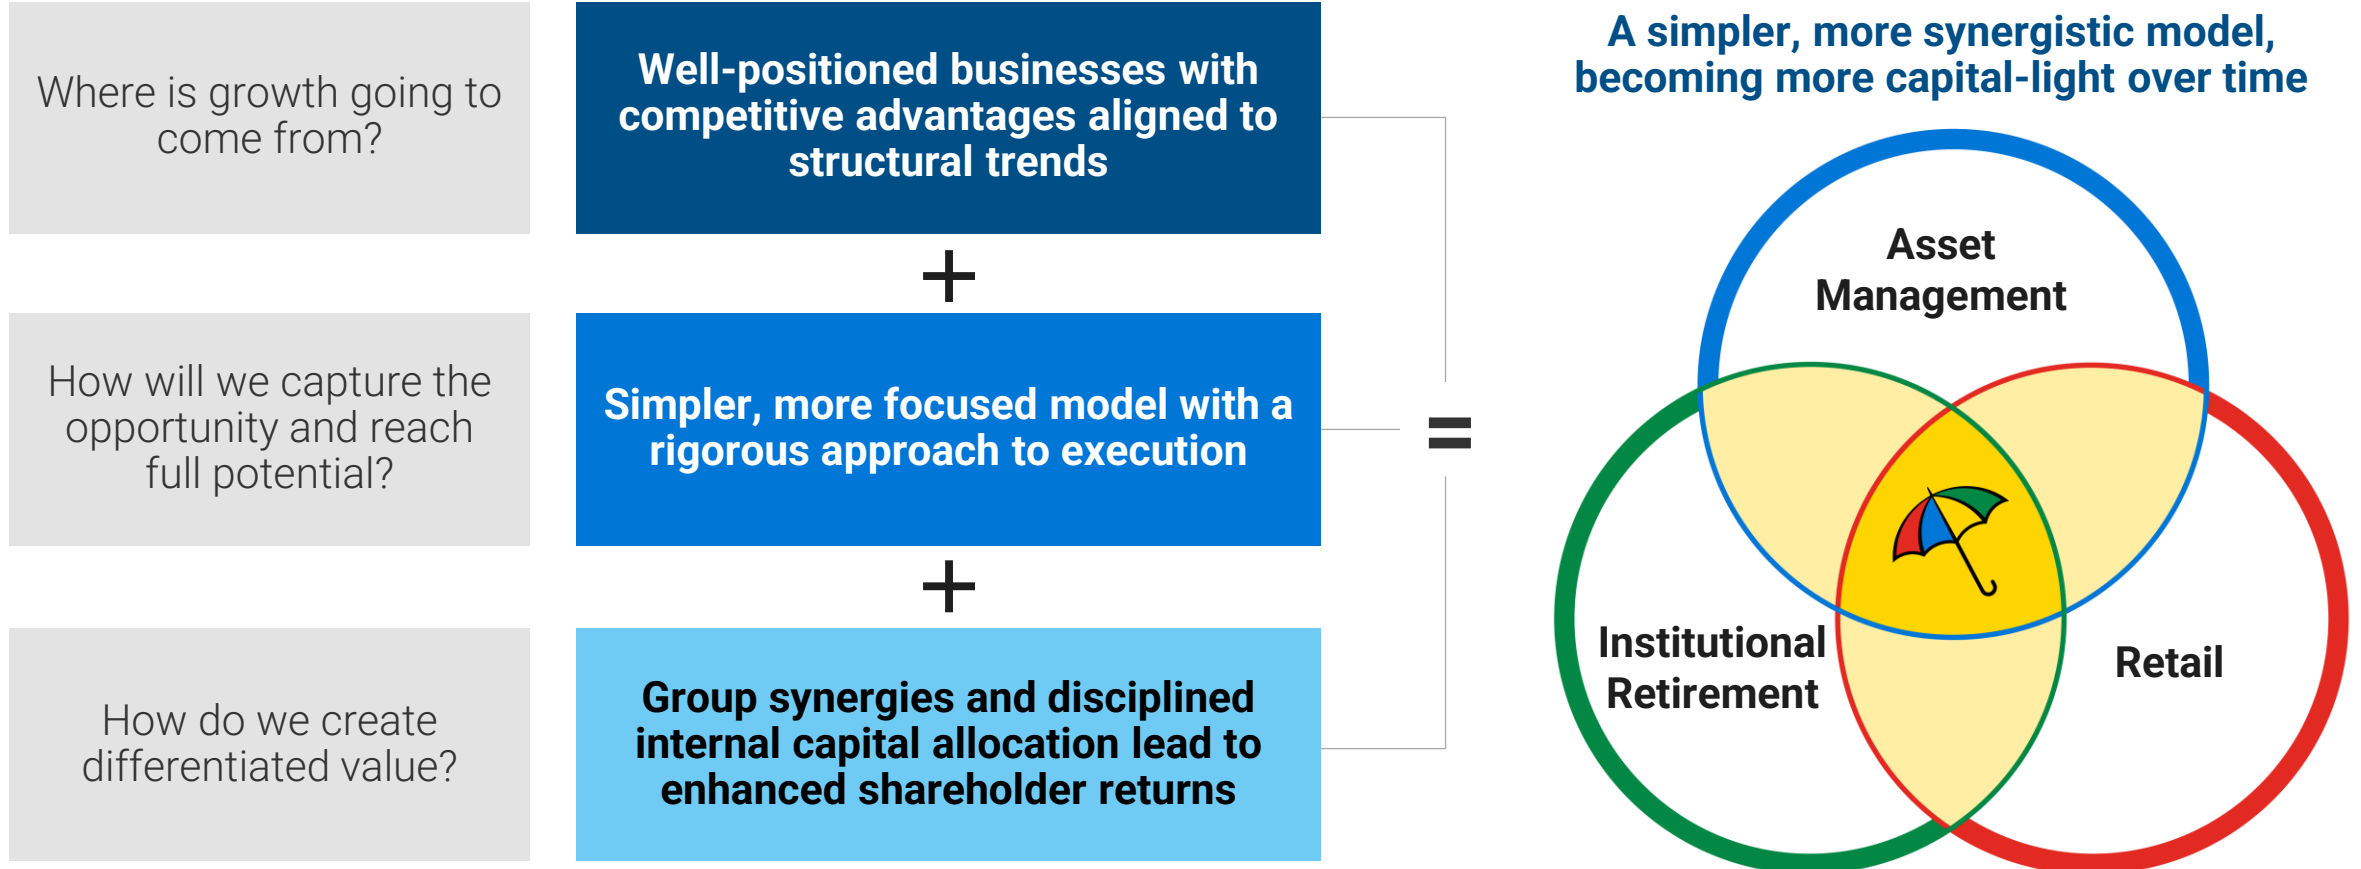 Where is growth going to
come from?
Well-positioned businesses with
competitive advantages aligned to
structural trends
+
How will we capture the
opportunity and reach
full potential?
Simpler, more focused model with a
rigorous approach to execution
+
How do we create
differentiated value?
Group synergies and disciplined
internal capital allocation lead to
enhanced shareholder returns
=
A simpler, more synergistic model,
becoming more capital-light over time
Asset
Management
Institutional
Retirement
Retail